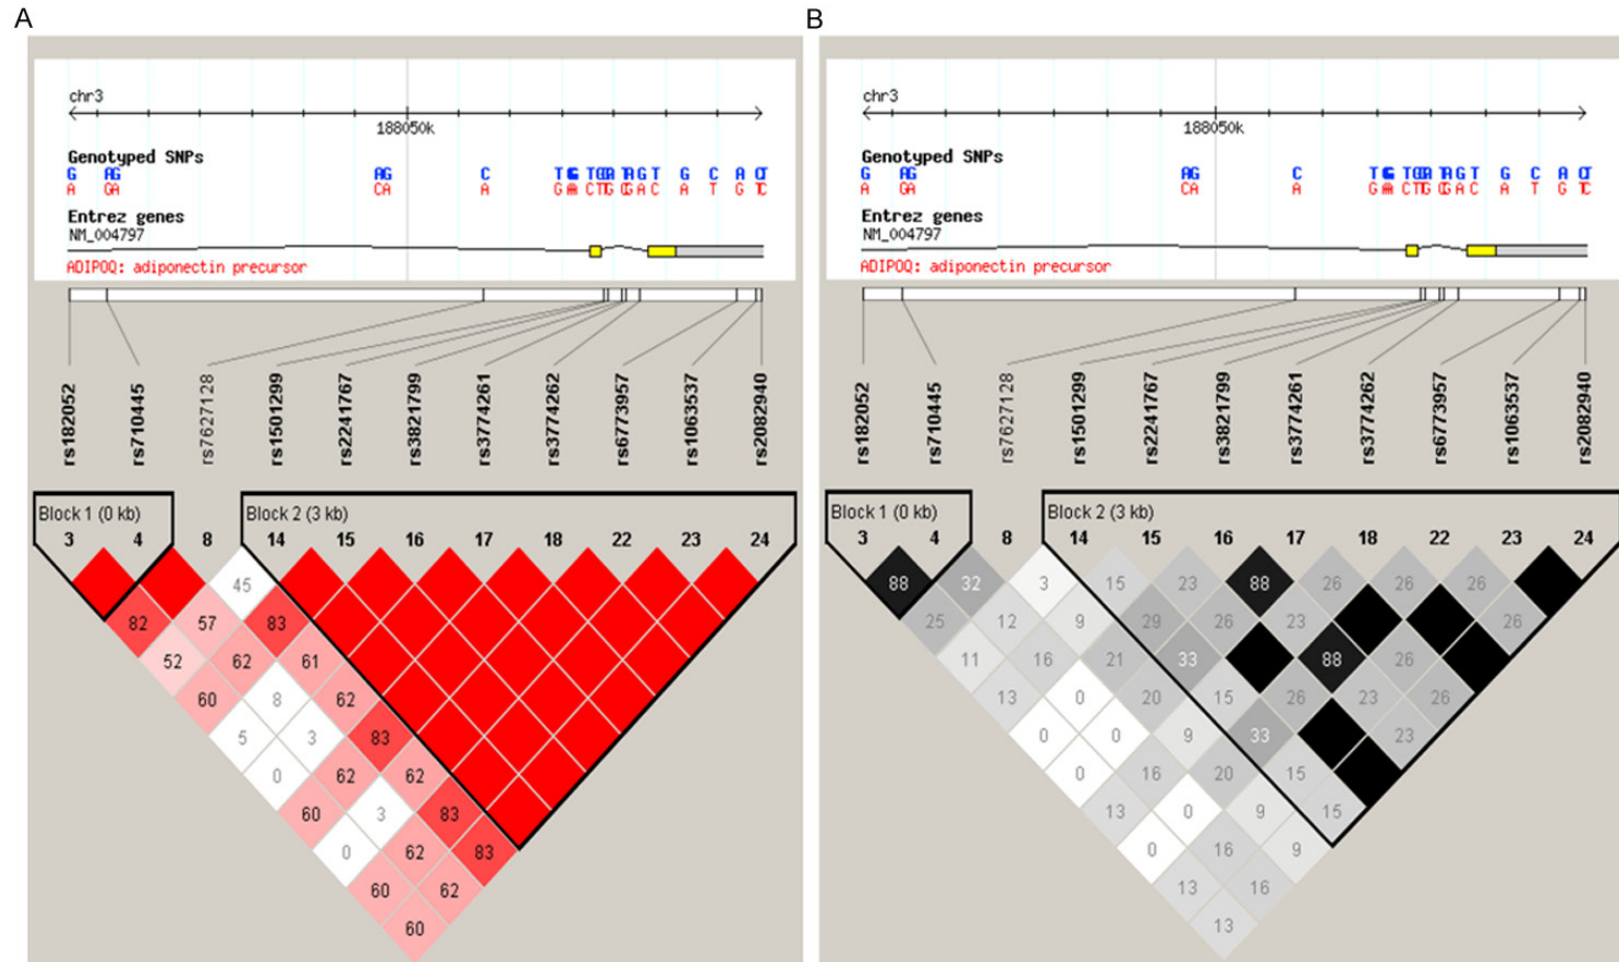 A
chr3
188050k
Genotyped SNPs
Entrez genes
NM_004797
ADIPOQ: adiponectin precursor
rs182052 rs710445 rs7627128 rs1501299 rs2241767 rs3821799 rs3774261 rs3774262 rs6773957 rs1063537 rs2082940
Block 1 (0 kb) Block 2 (3 kb)
3 4 8 14 15 16 17 18 22 23 24
45
82 57 83
52 62 61
60 8 62
5 3 83
0 62 62
60 3 83
0 62 83
60 62
60
B
chr3
188050k
Genotyped SNPs
Entrez genes
NM_004797
ADIPOQ: adiponectin precursor
rs182052 rs710445 rs7627128 rs1501299 rs2241767 rs3821799 rs3774261 rs3774262 rs6773957 rs1063537 rs2082940
Block 1 (0 kb) Block 2 (3 kb)
3 4 8 14 15 16 17 18 22 23 24
88 32 3 15 23 88 26 26 26
25 12 9 29 26 23 26
11 16 21 33 88 26
13 0 20 15 26 23 26
0 0 9 33 23
0 16 20 15
13 0 9 15
0 16 9
13 16
13